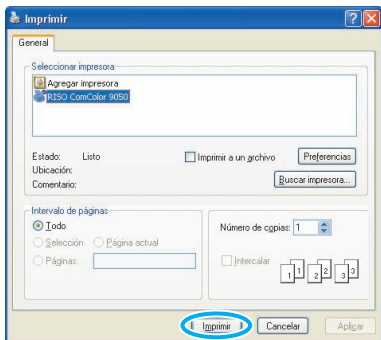 Imprimir
General
Seleccionar impresora
Agregar impresora
RISO ComColor 9050
Estado: Listo
Imprimir a un archivo
Preferencias
Ubicación:
Comentario:
Buscar impresora...
Intervalo de páginas
Todo
Selección Página actual
Páginas:
Número de copias: 1
Intercalar
1 1 2 2 3 3
Imprimir Cancelar Aplicar